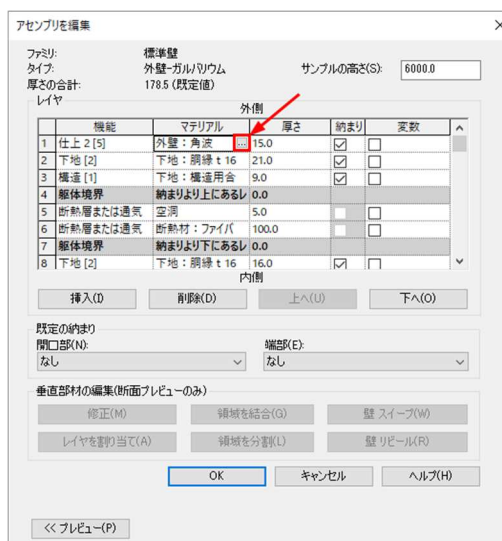 アセンブリを編集
ファミリ: 標準壁
タイプ: 外壁-ガルバリウム サンプルの高さ(S): 6000.0
厚さの合計: 178.5 (既定値)
レイヤ
外側
機能 マテリアル 厚さ 納まり 変数
1 仕上 2 [5] 外壁：角波 ... 15.0
2 下地 [2] 下地：胴縁ｔ16 21.0
3 構造 [1] 下地：構造用合 9.0
4 躯体境界 納まりより上にあるレ 0.0
5 断熱層または通気 空洞 5.0
6 断熱層または通気 断熱材：ファイバ 100.0
7 躯体境界 納まりより下にあるレ 0.0
8 下地 [2] 下地：胴縁ｔ16 16.0
内側
挿入(I) 削除(D) 上へ(U) 下へ(O)
既定の納まり
開口部(N): 端部(E):
なし なし
垂直部材の編集(断面プレビューのみ)
修正(M) 領域を結合(G) 壁 スイープ(W)
レイヤを割り当て(A) 領域を分割(L) 壁 リビール(R)
OK キャンセル ヘルプ(H)
<< プレビュー(P)